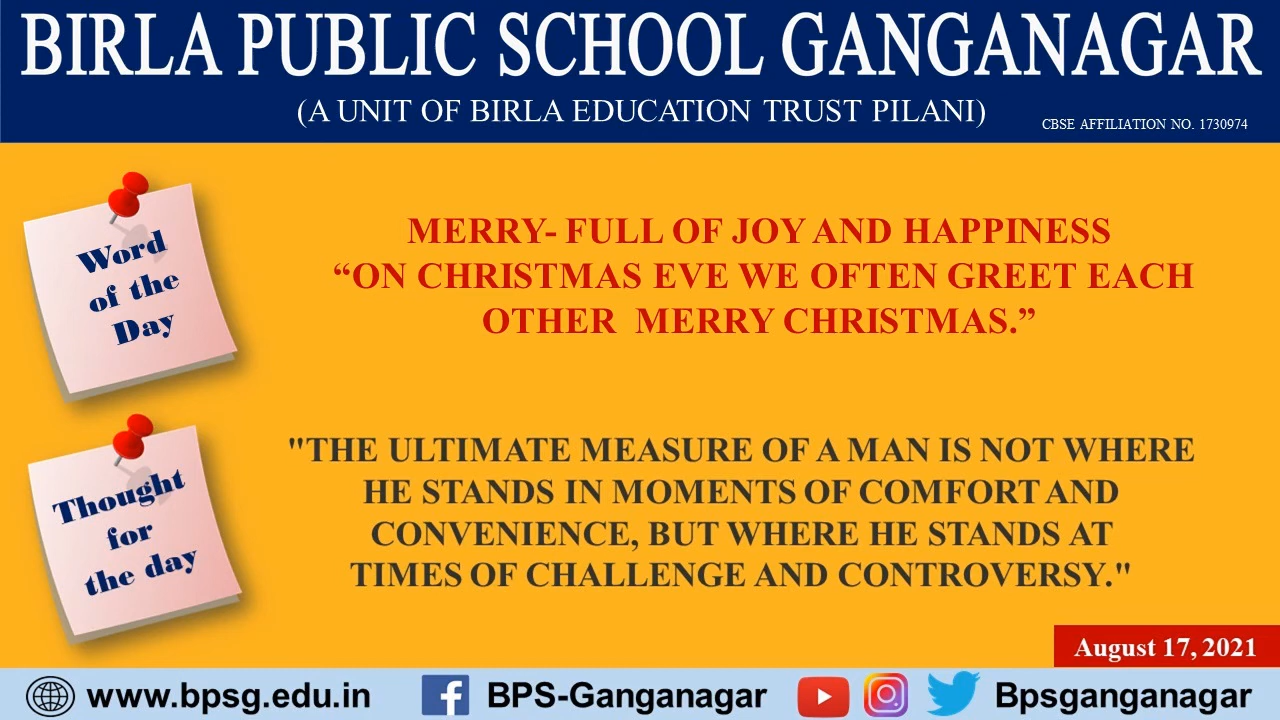 BIRLA PUBLIC SCHOOL GANGANAGAR
(A UNIT OF BIRLA EDUCATION TRUST PILANI)
CBSE AFFILIATION NO. 1730974
Word
of the
Day
MERRY- FULL OF JOY AND HAPPINESS
“ON CHRISTMAS EVE WE OFTEN GREET EACH
OTHER MERRY CHRISTMAS.”
Thought
for
the day
"THE ULTIMATE MEASURE OF A MAN IS NOT WHERE
HE STANDS IN MOMENTS OF COMFORT AND
CONVENIENCE, BUT WHERE HE STANDS AT
TIMES OF CHALLENGE AND CONTROVERSY."
August 17, 2021
www.bpsg.edu.in BPS-Ganganagar Bpsganganagar